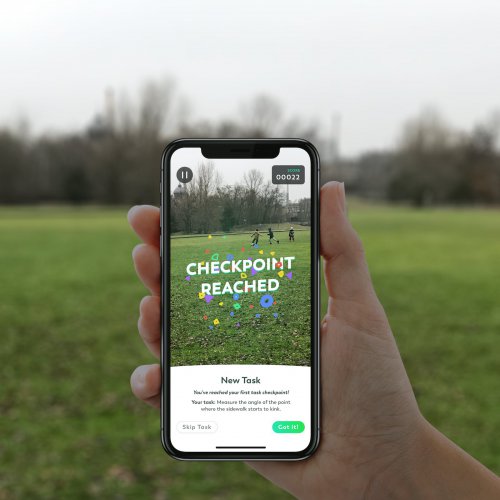 SCORE
00022
CHECKPOINT
REACHED
New Task
You've reached your first task checkpoint!
Your task: Measure the angle of the point
where the sidewalk starts to kink.
Skip Task
Got it!